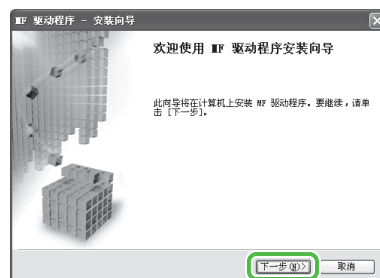 MF 驱动程序 - 安装向导
欢迎使用 MF 驱动程序安装向导
此向导将在计算机上安装 MF 驱动程序。要继续，请单
击 [下一步]。
下一步(N)>
取消